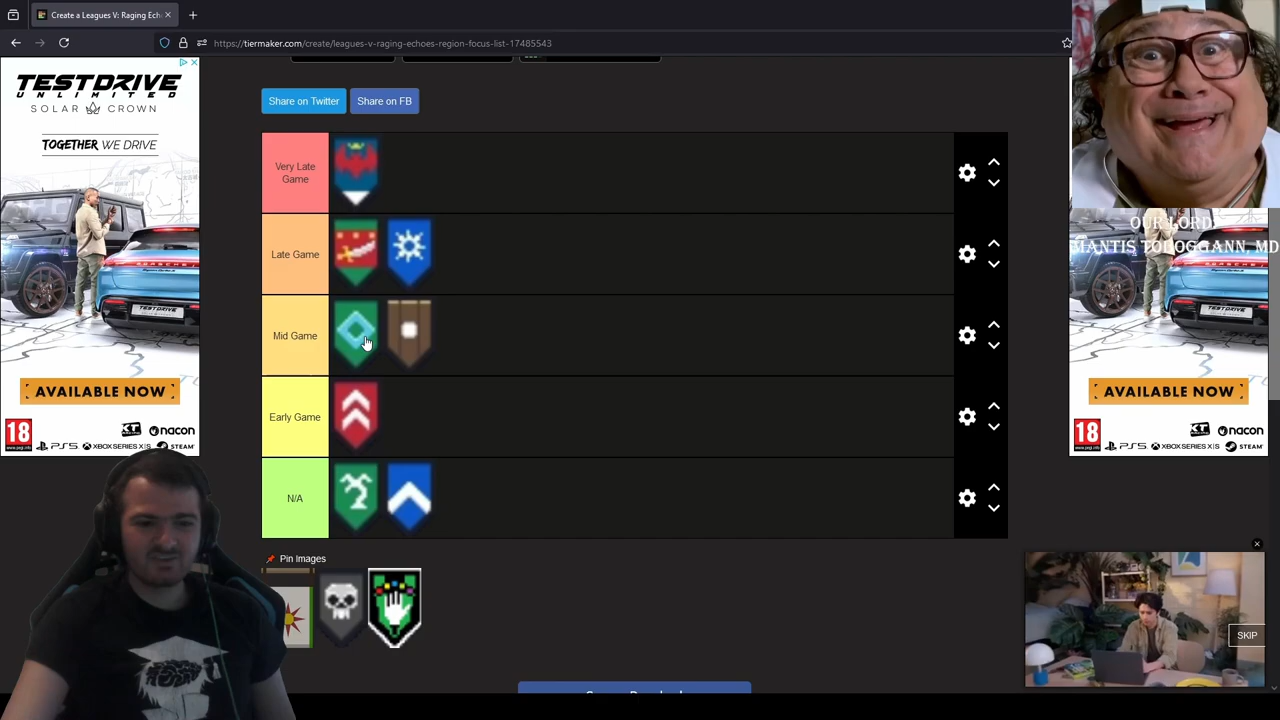 Create a Leagues V: Raging Ech
https://tiermaker.com/create/leagues-v-raging-echoes-region-focus-list-17485543
TESTDRIVE
UNLIMITED
SOLAR CROWN
TOGETHER WE DRIVE
AVAILABLE NOW
18
nacon
PS5 XBOX SERIES X|S STEAM
Share on Twitter
Share on FB
Very Late
Game
Late Game
Mid Game
Early Game
N/A
Pin Images
OUR LORD
MANTIS TOBOGGANN, MD
AVAILABLE NOW
18
nacon
PS5 XBOX SERIES X|S STEAM
SKIP